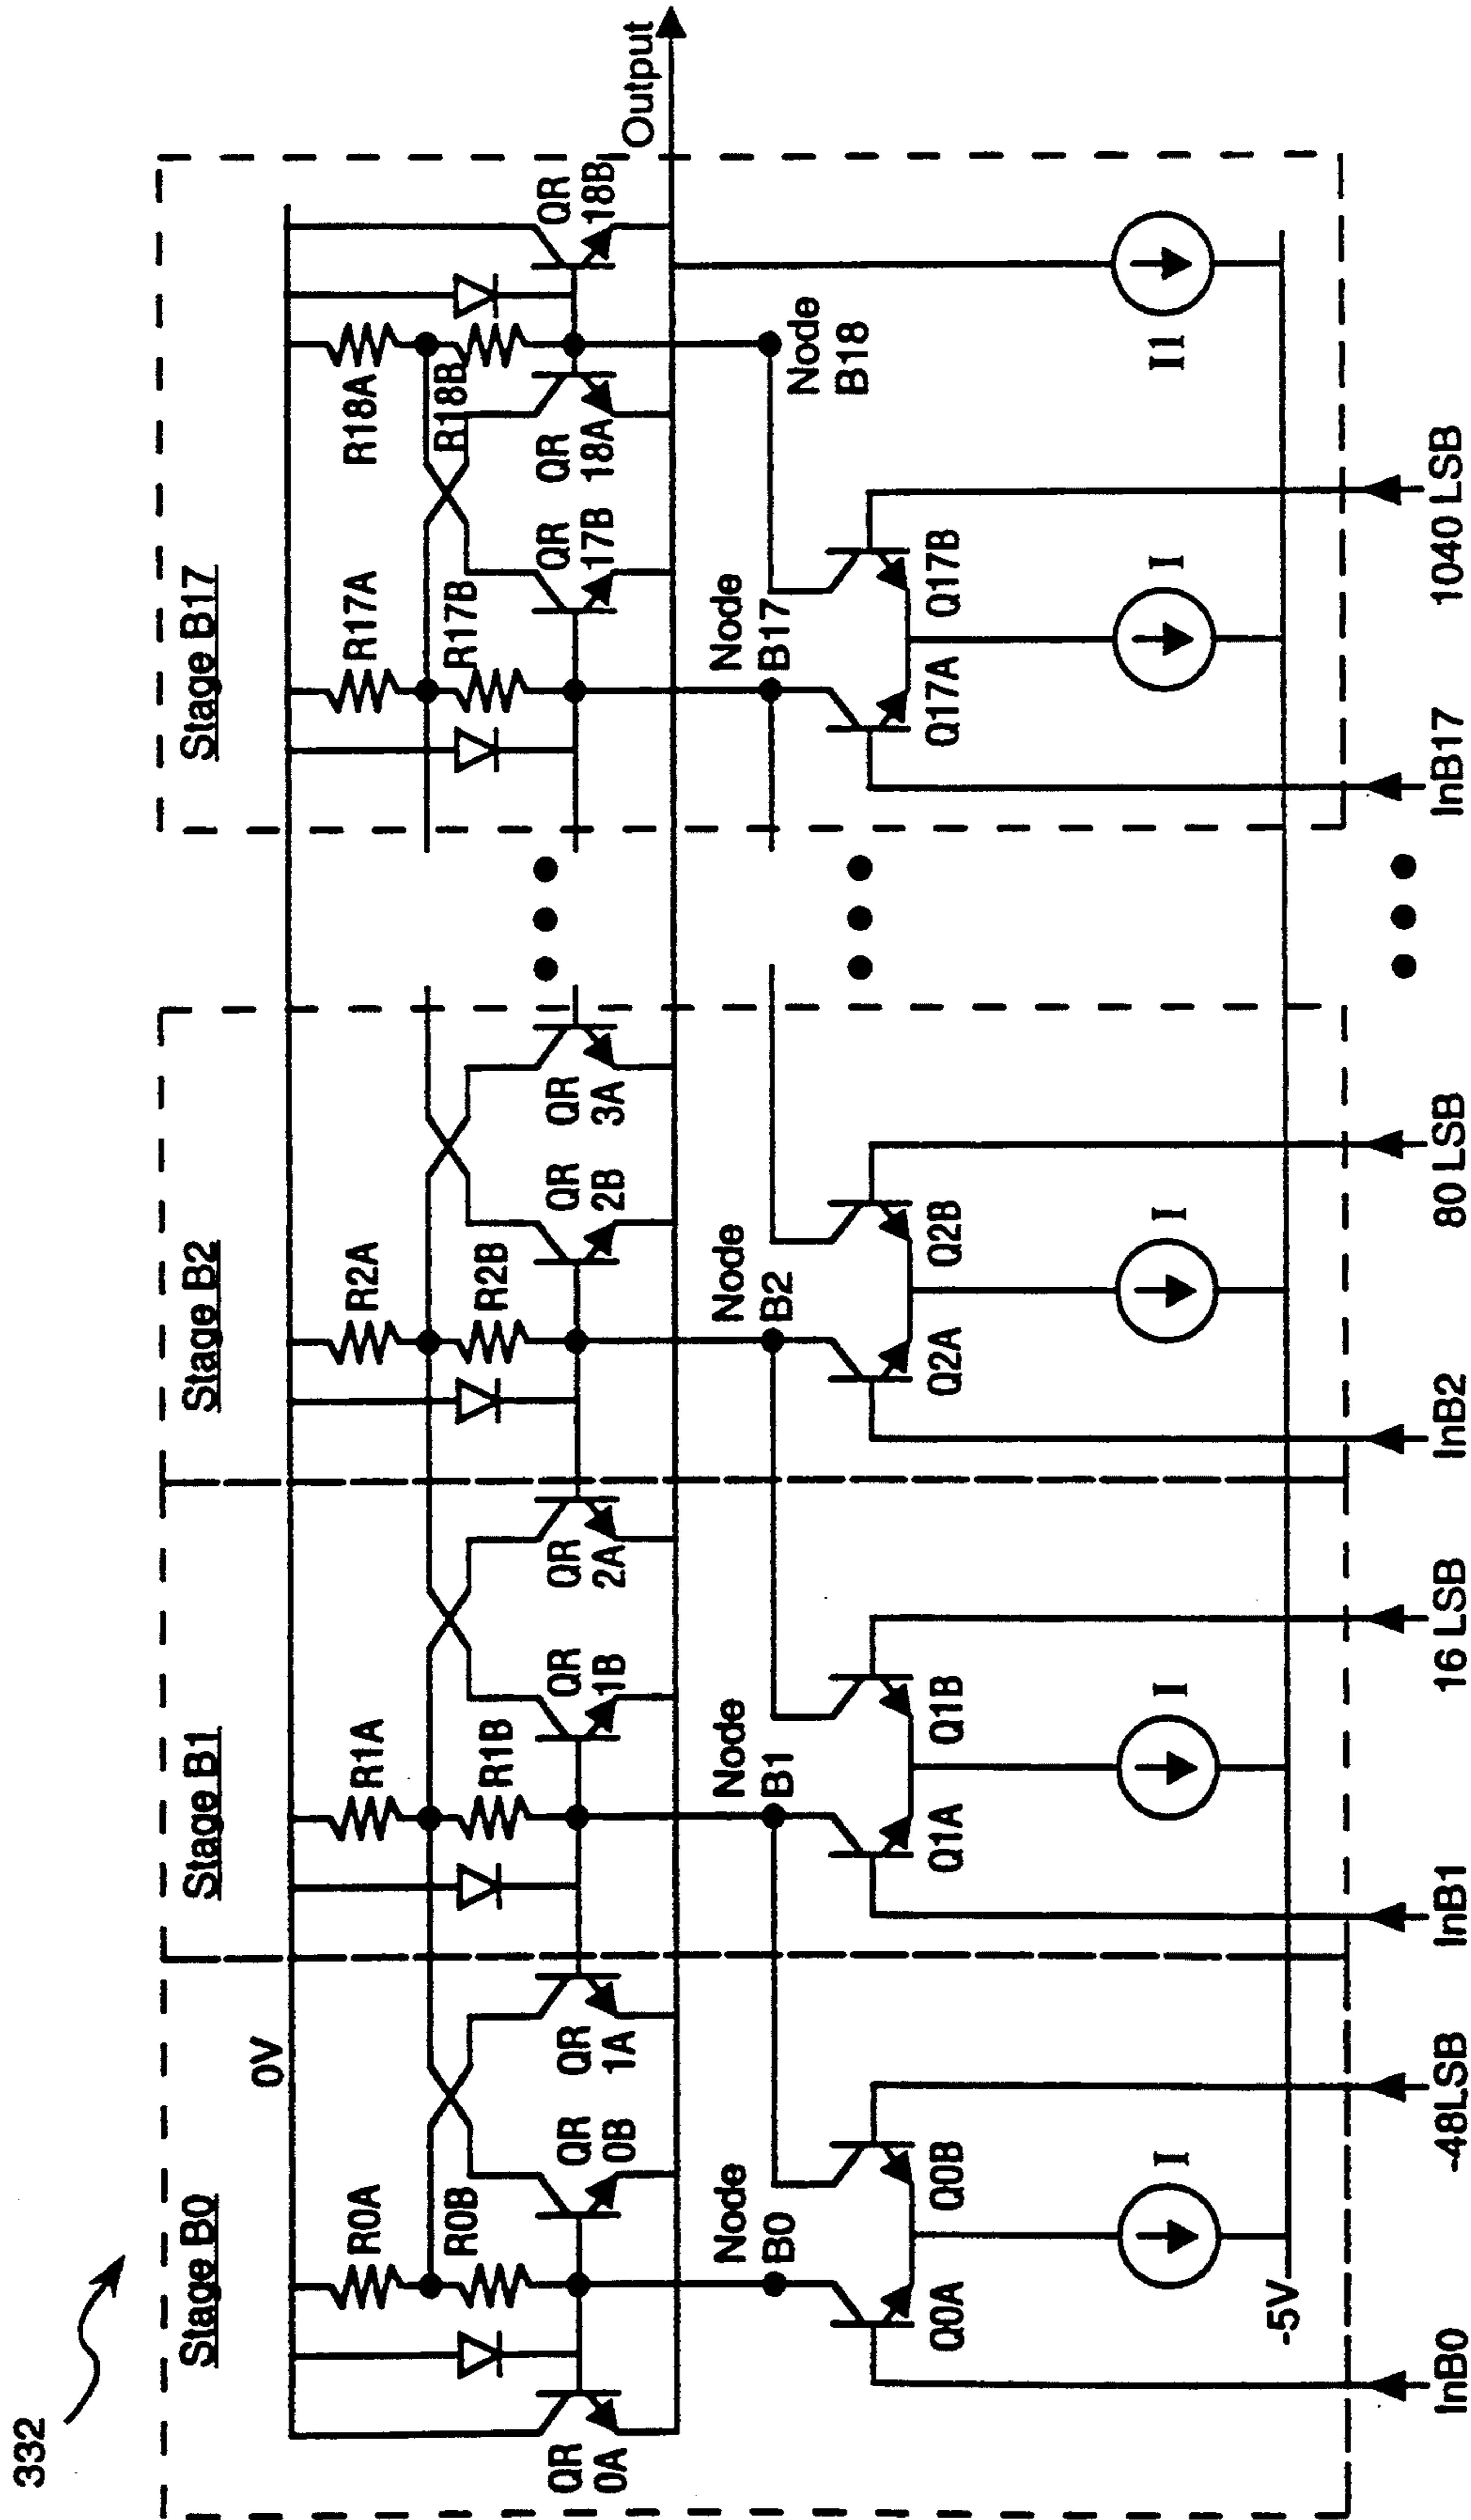 332
Stage B0
Stage B1
Stage B2
Stage B17
0V
R0A
R0B
R1A
R1B
R2A
R2B
R17A
R17B
R18A
R18B
QR
0A
QR
0B
QR
1A
QR
1B
QR
2A
QR
2B
QR
3A
QR
17B
QR
18A
QR
18B
Output
Node
B0
Node
B1
Node
B2
Node
B17
Node
B18
Q0A
Q0B
Q1A
Q1B
Q2A
Q2B
Q17A
Q17B
I
I
I
I
I1
-5V
InB0
-48LSB
InB1
16 LSB
InB2
80 LSB
InB17
1040 LSB